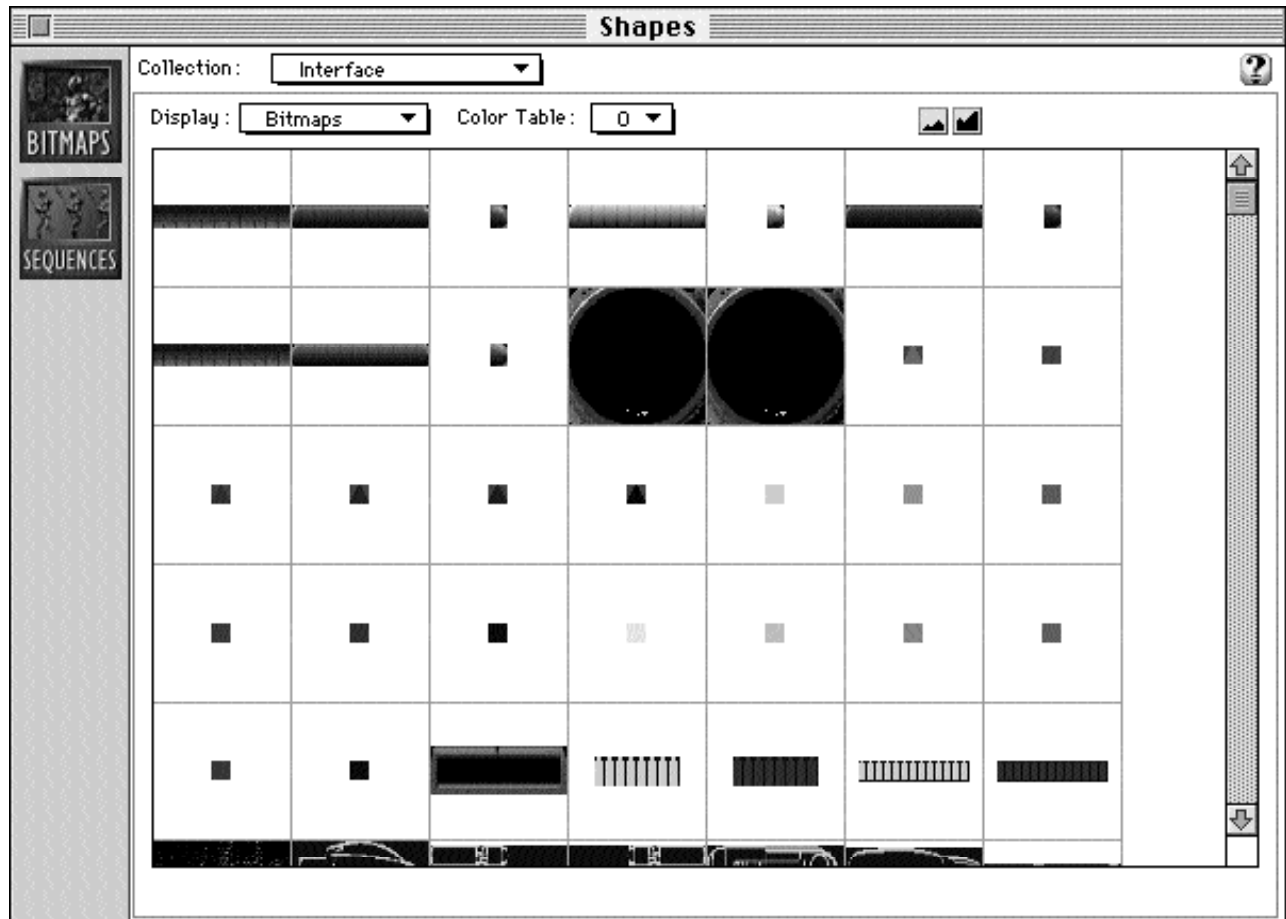 Shapes
Collection: Interface
Display: Bitmaps Color Table: 0
BITMAPS
SEQUENCES
?